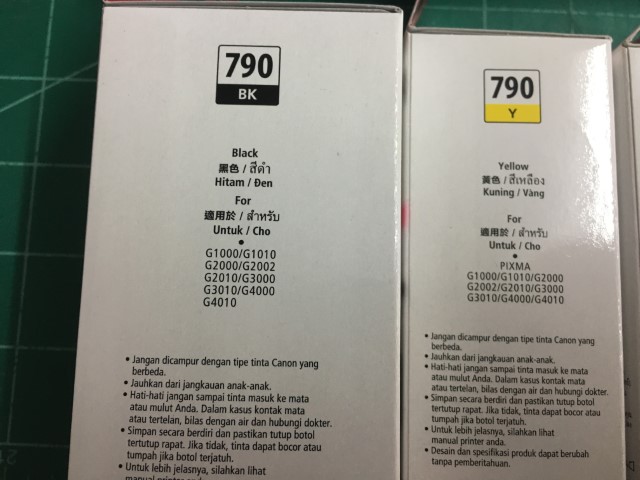 790
BK
Black
黑色 / สีดำ
Hitam / Đen
For
適用於 / สำหรับ
Untuk / Cho
•
G1000/G1010
G2000/G2002
G2010/G3000
G3010/G4000
G4010
• Jangan dicampur dengan tipe tinta Canon yang
berbeda.
• Jauhkan dari jangkauan anak-anak.
• Hati-hati jangan sampai tinta masuk ke mata
atau mulut Anda. Dalam kasus kontak mata
atau tertelan, bilas dengan air dan hubungi dokter.
• Simpan secara berdiri dan pastikan tutup botol
tertutup rapat. Jika tidak, tinta dapat bocor atau
tumpah jika botol terjatuh.
• Untuk lebih jelasnya, silahkan lihat
790
Y
Yellow
黃色 / สีเหลือง
Kuning / Vàng
For
適用於 / สำหรับ
Untuk / Cho
•
PIXMA
G1000/G1010/G2000
G2002/G2010/G3000
G3010/G4000/G4010
• Jangan dicampur dengan tipe tinta Canon yang
berbeda.
• Jauhkan dari jangkauan anak-anak.
• Hati-hati jangan sampai tinta masuk ke mata
atau mulut Anda. Dalam kasus kontak mata
atau tertelan, bilas dengan air dan hubungi dokter.
• Simpan secara berdiri dan pastikan tutup botol
tertutup rapat. Jika tidak, tinta dapat bocor atau
tumpah jika botol terjatuh.
• Untuk lebih jelasnya, silahkan lihat
manual printer anda.
• Desain dan spesifikasi produk dapat berubah
tanpa pemberitahuan.